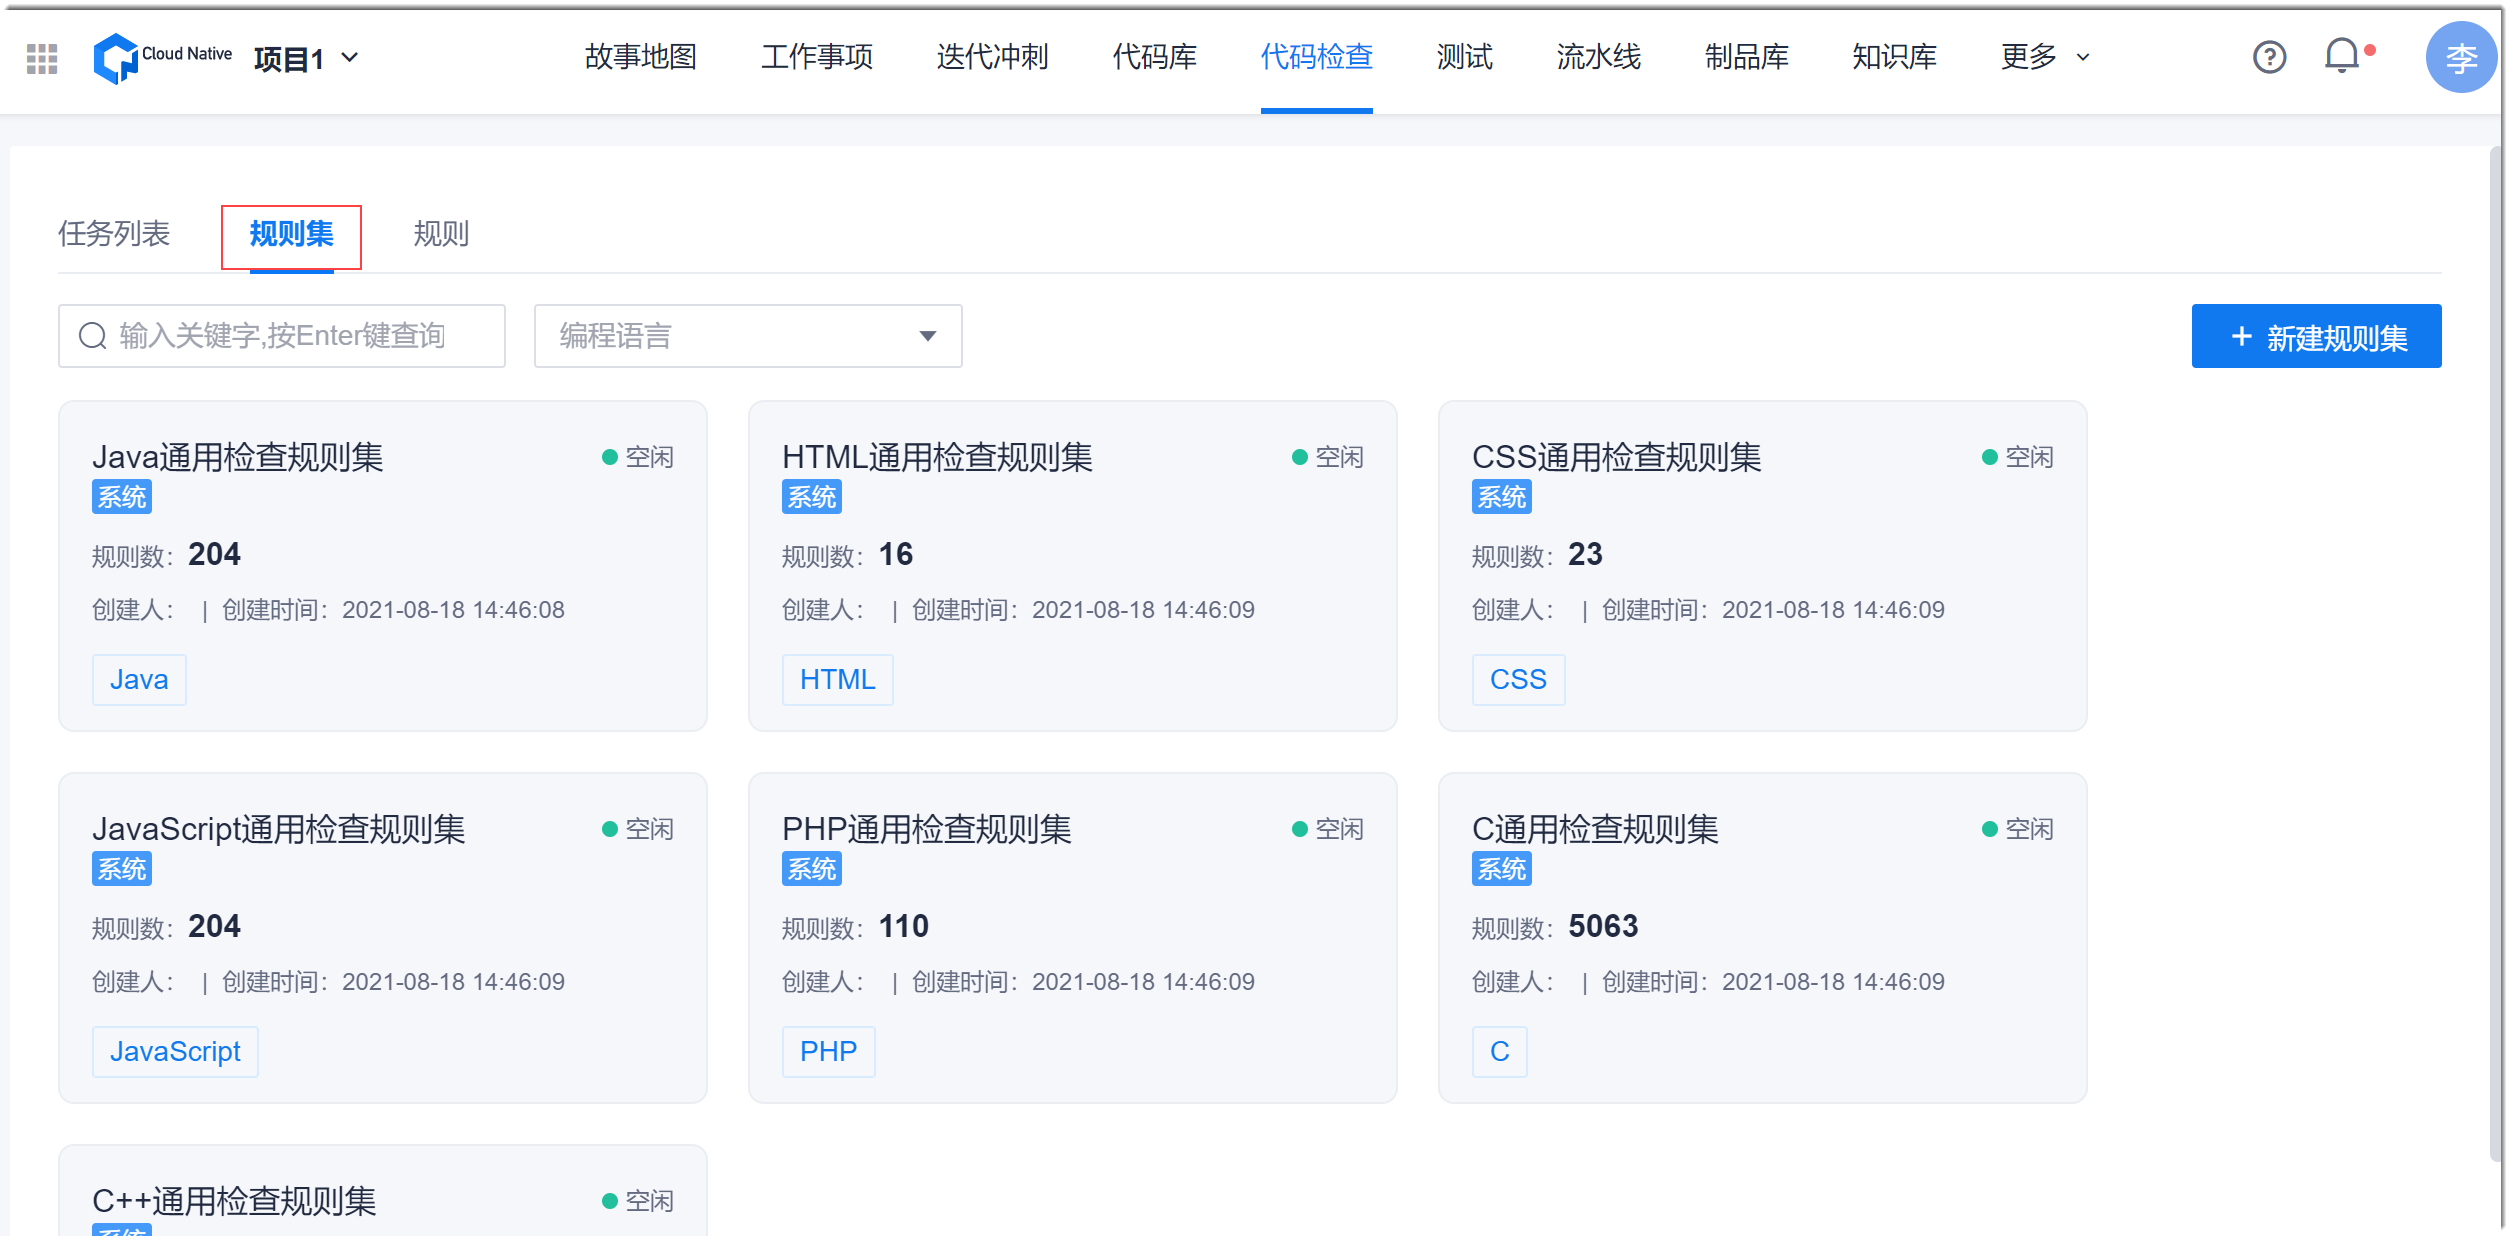 Cloud Native 项目1 故事地图 工作事项 迭代冲刺 代码库 代码检查 测试 流水线 制品库 知识库 更多 ? 李
任务列表 规则集 规则
输入关键字,按Enter键查询 编程语言 + 新建规则集
Java通用检查规则集 空闲
系统
规则数：204
创建人： | 创建时间：2021-08-18 14:46:08
Java
HTML通用检查规则集 空闲
系统
规则数：16
创建人： | 创建时间：2021-08-18 14:46:09
HTML
CSS通用检查规则集 空闲
系统
规则数：23
创建人： | 创建时间：2021-08-18 14:46:09
CSS
JavaScript通用检查规则集 空闲
系统
规则数：204
创建人： | 创建时间：2021-08-18 14:46:09
JavaScript
PHP通用检查规则集 空闲
系统
规则数：110
创建人： | 创建时间：2021-08-18 14:46:09
PHP
C通用检查规则集 空闲
系统
规则数：5063
创建人： | 创建时间：2021-08-18 14:46:09
C
C++通用检查规则集 空闲
系统